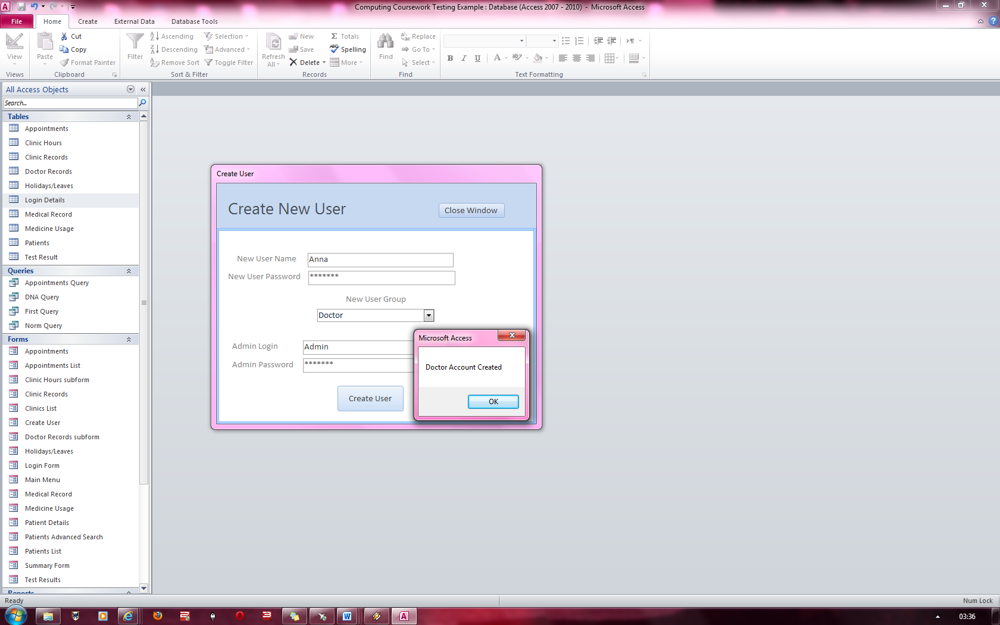 Computing Coursework Testing Example : Database (Access 2007 - 2010) - Microsoft Access
File Home Create External Data Database Tools
View
Views
Paste
Cut
Copy
Format Painter
Clipboard
Filter
Ascending
Descending
Remove Sort
Selection
Advanced
Toggle Filter
Sort & Filter
Refresh All
New
Save
Delete
Totals
Spelling
More
Records
Find
Replace
Go To
Select
Find
B I U A
Text Formatting
All Access Objects
Search...
Tables
Appointments
Clinic Hours
Clinic Records
Doctor Records
Holidays/Leaves
Login Details
Medical Record
Medicine Usage
Patients
Test Result
Queries
Appointments Query
DNA Query
First Query
Norm Query
Forms
Appointments
Appointments List
Clinic Hours subform
Clinic Records
Clinics List
Create User
Doctor Records subform
Holidays/Leaves
Login Form
Main Menu
Medical Record
Medicine Usage
Patient Details
Patients Advanced Search
Patients List
Summary Form
Test Results
Reports
Create User
Create New User
Close Window
New User Name Anna
New User Password *******
New User Group
Doctor
Admin Login Admin
Admin Password *******
Create User
Microsoft Access
Doctor Account Created
OK
Ready
Num Lock
03:36